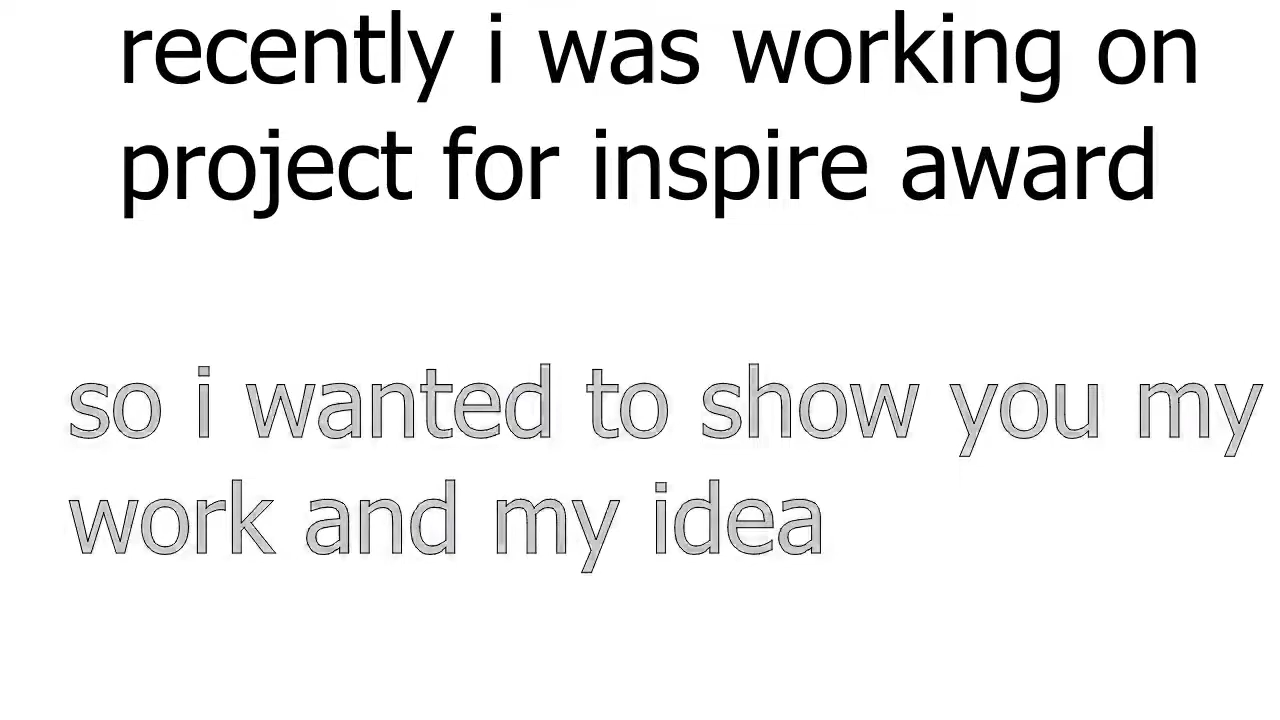 recently i was working on
project for inspire award
so i wanted to show you my
work and my idea